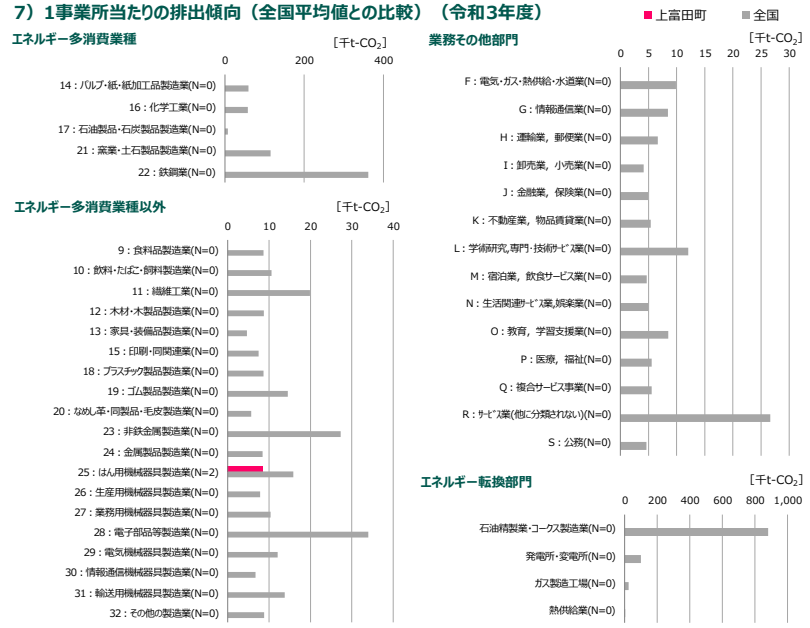 7）1事業所当たりの排出傾向（全国平均値との比較）（令和3年度）
■上富田町 ■全国
エネルギー多消費業種
[千t-CO2]
0 200 400
14：パルプ・紙・紙加工品製造業(N=0)
16：化学工業(N=0)
17：石油製品・石炭製品製造業(N=0)
21：窯業・土石製品製造業(N=0)
22：鉄鋼業(N=0)
エネルギー多消費業種以外
[千t-CO2]
0 10 20 30 40
9：食料品製造業(N=0)
10：飲料・たばこ・飼料製造業(N=0)
11：繊維工業(N=0)
12：木材・木製品製造業(N=0)
13：家具・装備品製造業(N=0)
15：印刷・同関連業(N=0)
18：プラスチック製品製造業(N=0)
19：ゴム製品製造業(N=0)
20：なめし革・同製品・毛皮製造業(N=0)
23：非鉄金属製造業(N=0)
24：金属製品製造業(N=0)
25：はん用機械器具製造業(N=2)
26：生産用機械器具製造業(N=0)
27：業務用機械器具製造業(N=0)
28：電子部品等製造業(N=0)
29：電気機械器具製造業(N=0)
30：情報通信機械器具製造業(N=0)
31：輸送用機械器具製造業(N=0)
32：その他の製造業(N=0)
業務その他部門
[千t-CO2]
0 5 10 15 20 25 30
F：電気・ガス・熱供給・水道業(N=0)
G：情報通信業(N=0)
H：運輸業，郵便業(N=0)
I：卸売業，小売業(N=0)
J：金融業，保険業(N=0)
K：不動産業，物品賃貸業(N=0)
L：学術研究,専門・技術ｻｰﾋﾞｽ業(N=0)
M：宿泊業，飲食サービス業(N=0)
N：生活関連ｻｰﾋﾞｽ業,娯楽業(N=0)
O：教育，学習支援業(N=0)
P：医療，福祉(N=0)
Q：複合サービス事業(N=0)
R：ｻｰﾋﾞｽ業(他に分類されない)(N=0)
S：公務(N=0)
エネルギー転換部門
[千t-CO2]
0 200 400 600 800 1,000
石油精製業・コークス製造業(N=0)
発電所・変電所(N=0)
ガス製造工場(N=0)
熱供給業(N=0)